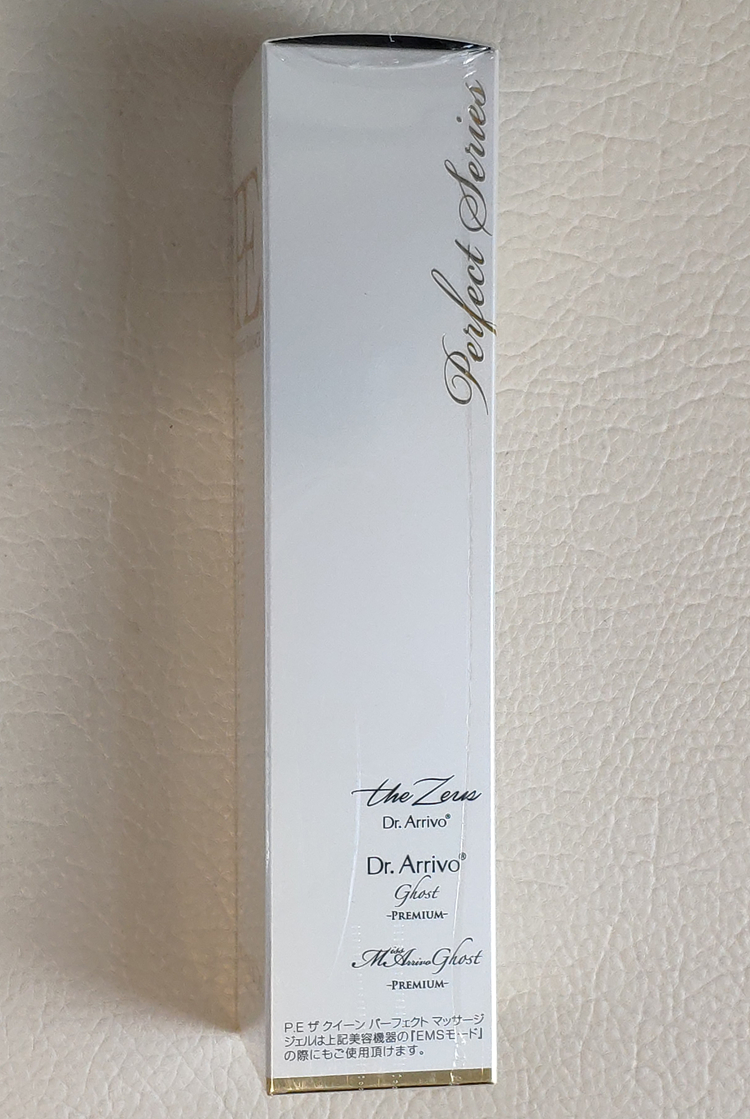 Perfect Series
the Zeus
Dr. Arrivo®
Dr. Arrivo®
Ghost
-PREMIUM-
Miss Arrivo Ghost
-PREMIUM-
P.E ザ クイーン パーフェクト マッサージ
ジェルは上記美容機器の『EMSモード』
の際にもご使用頂けます。